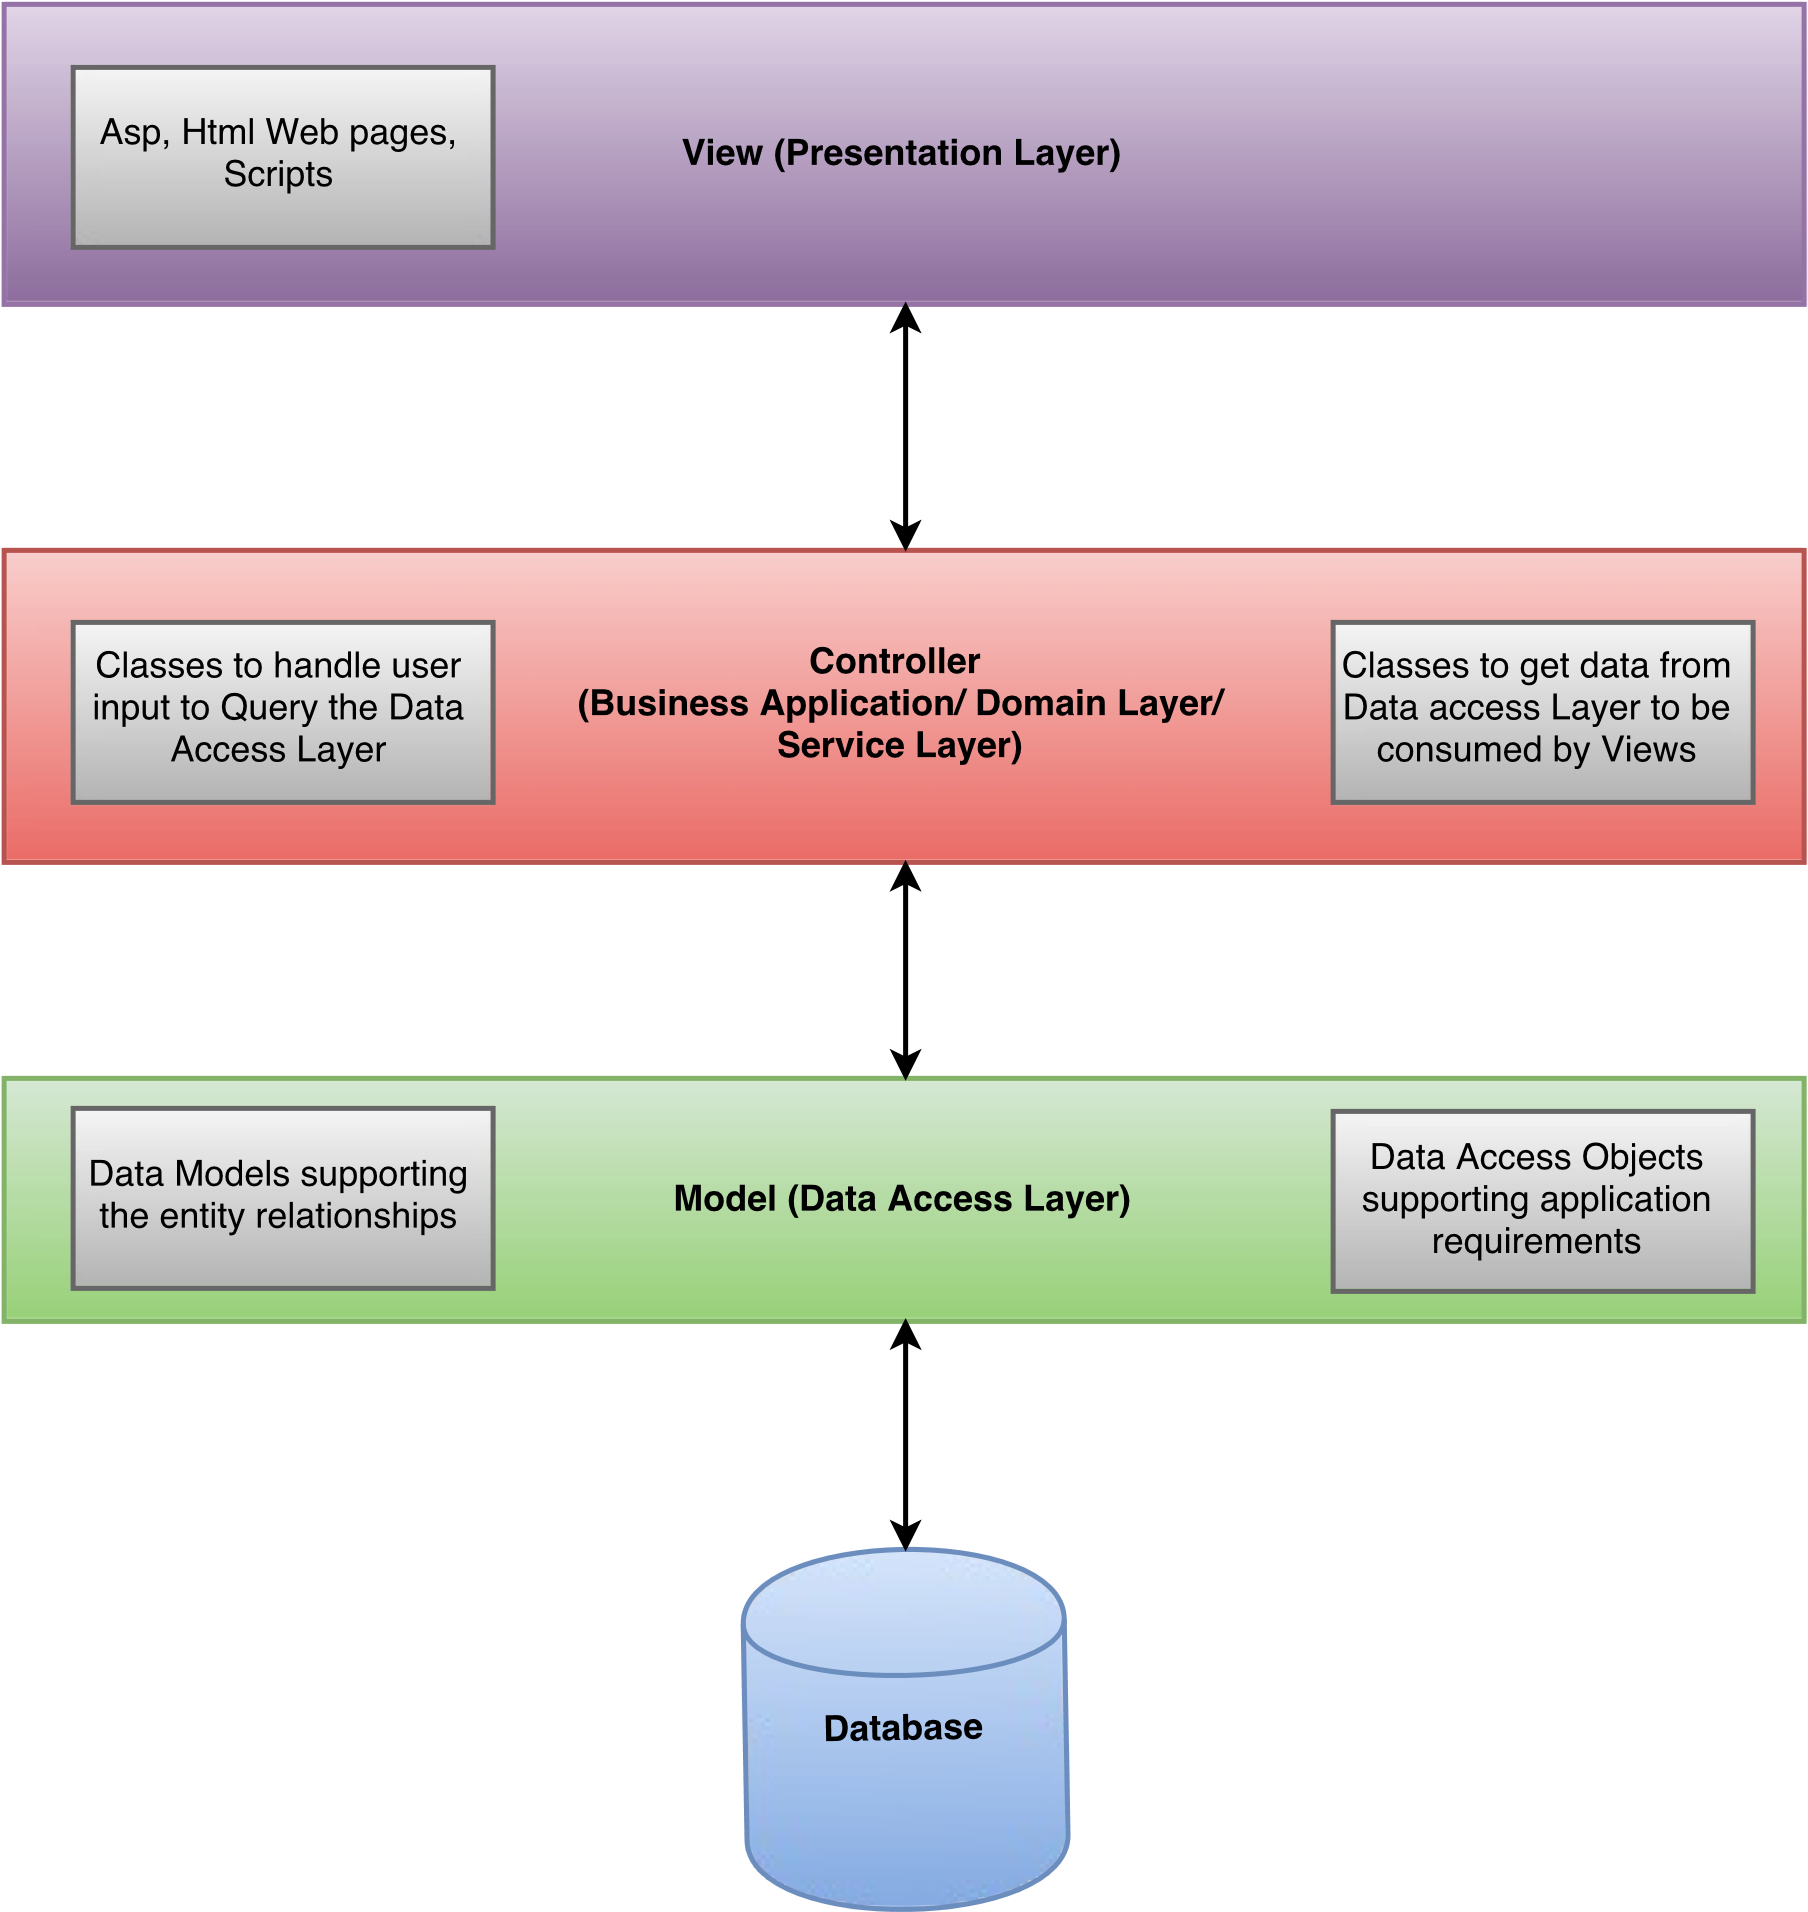 Asp, Html Web pages,
Scripts
View (Presentation Layer)
Classes to handle user
input to Query the Data
Access Layer
Controller
(Business Application/ Domain Layer/
Service Layer)
Classes to get data from
Data access Layer to be
consumed by Views
Data Models supporting
the entity relationships
Model (Data Access Layer)
Data Access Objects
supporting application
requirements
Database